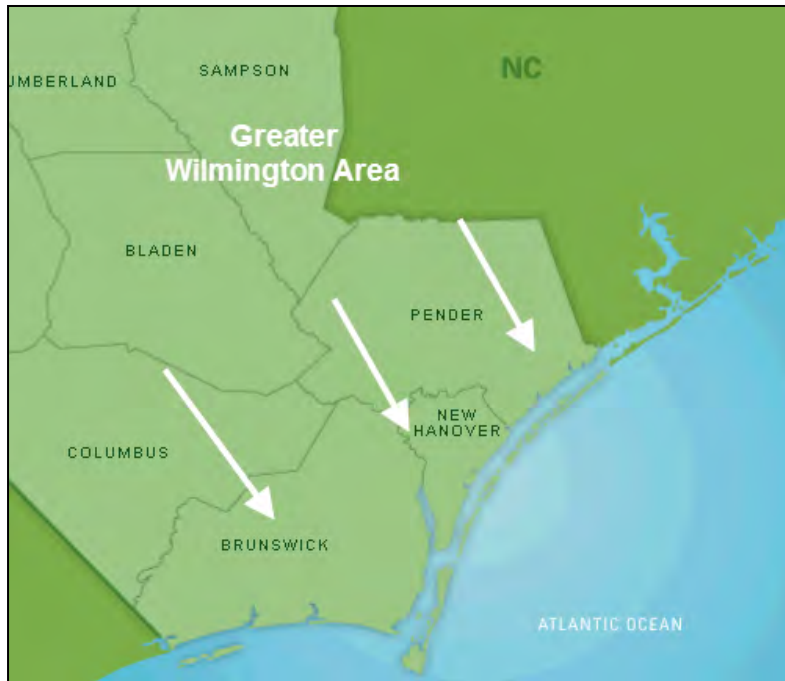 SAMPSON
NC
UMBERLAND
Greater
Wilmington Area
BLADEN
PENDER
NEW
HANOVER
COLUMBUS
BRUNSWICK
ATLANTIC OCEAN